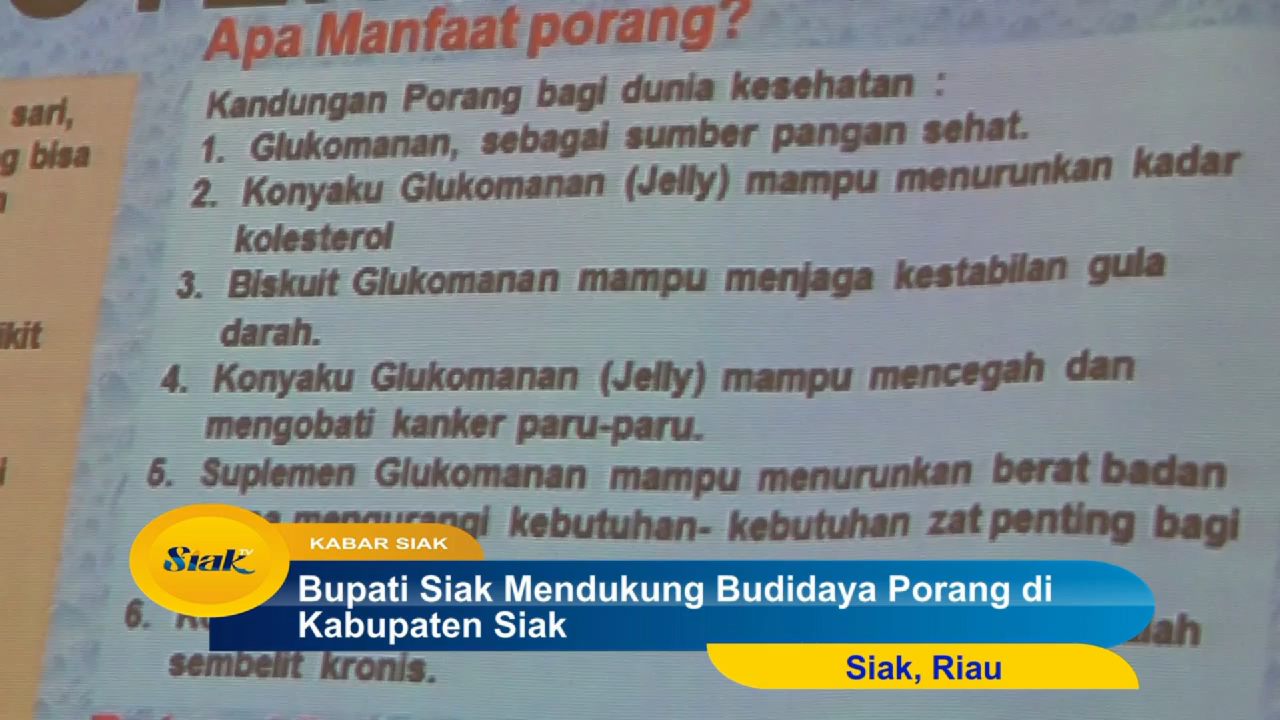 Apa Manfaat porang?
sari,
g bisa
ikit
Kandungan Porang bagi dunia kesehatan :
1. Glukomanan, sebagai sumber pangan sehat.
2. Konyaku Glukomanan (Jelly) mampu menurunkan kadar
kolesterol
3. Biskuit Glukomanan mampu menjaga kestabilan gula
darah.
4. Konyaku Glukomanan (Jelly) mampu mencegah dan
mengobati kanker paru-paru.
5. Suplemen Glukomanan mampu menurunkan berat badan
mengurangi kebutuhan- kebutuhan zat penting bagi
6.
sembelit kronis.
Siak TV
KABAR SIAK
Bupati Siak Mendukung Budidaya Porang di
Kabupaten Siak
Siak, Riau